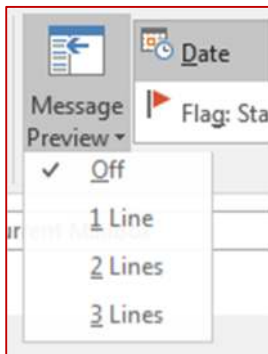 Message
Preview
Date
Flag: Sta
Off
1 Line
2 Lines
3 Lines